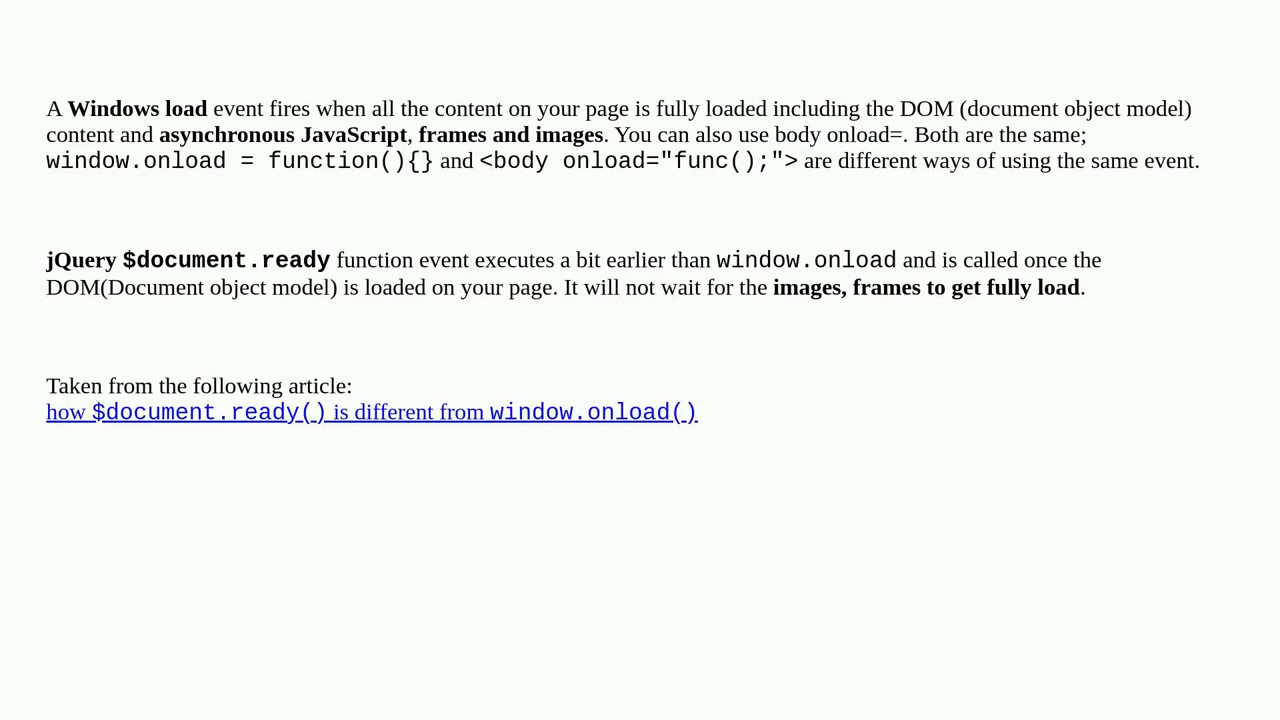 A Windows load event fires when all the content on your page is fully loaded including the DOM (document object model)
content and asynchronous JavaScript, frames and images. You can also use body onload=. Both are the same;
window.onload = function(){} and <body onload="func();"> are different ways of using the same event.
jQuery $document.ready function event executes a bit earlier than window.onload and is called once the
DOM(Document object model) is loaded on your page. It will not wait for the images, frames to get fully load.
Taken from the following article:
how $document.ready() is different from window.onload()